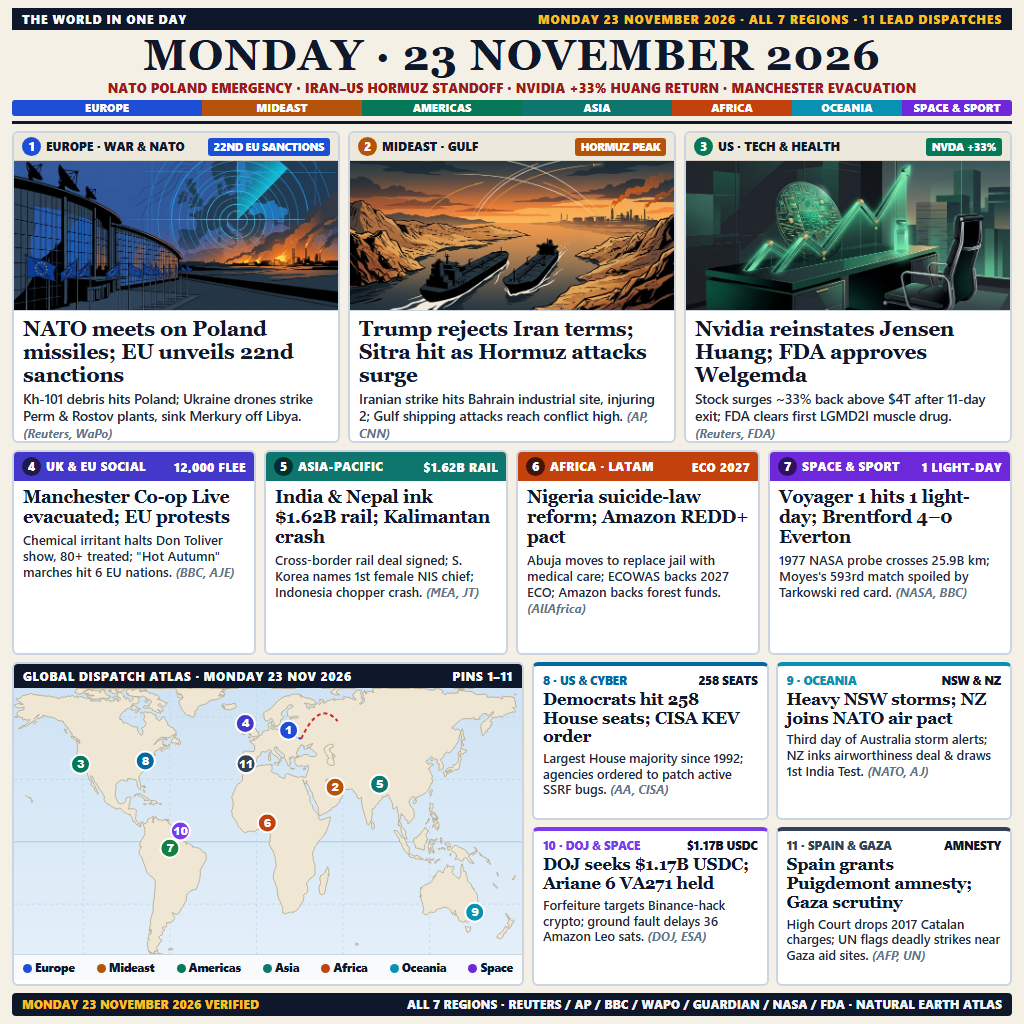 THE WORLD IN ONE DAY
MONDAY 23 NOVEMBER 2026 · ALL 7 REGIONS · 11 LEAD DISPATCHES
MONDAY · 23 NOVEMBER 2026
NATO POLAND EMERGENCY · IRAN–US HORMUZ STANDOFF · NVIDIA +33% HUANG RETURN · MANCHESTER EVACUATION
EUROPE
MIDEAST
AMERICAS
ASIA
AFRICA
OCEANIA
SPACE & SPORT
1 EUROPE · WAR & NATO
22ND EU SANCTIONS
NATO meets on Poland
missiles; EU unveils 22nd
sanctions
Kh-101 debris hits Poland; Ukraine drones strike
Perm & Rostov plants, sink Merkury off Libya.
(Reuters, WaPo)
2 MIDEAST · GULF
HORMUZ PEAK
Trump rejects Iran terms;
Sitra hit as Hormuz attacks
surge
Iranian strike hits Bahrain industrial site, injuring
2; Gulf shipping attacks reach conflict high. (AP,
CNN)
3 US · TECH & HEALTH
NVDA +33%
Nvidia reinstates Jensen
Huang; FDA approves
Welgemda
Stock surges ~33% back above $4T after 11-day
exit; FDA clears first LGMD2I muscle drug.
(Reuters, FDA)
4 UK & EU SOCIAL
12,000 FLEE
Manchester Co-op Live
evacuated; EU protests
Chemical irritant halts Don Toliver
show, 80+ treated; "Hot Autumn"
marches hit 6 EU nations. (BBC, AJE)
5 ASIA-PACIFIC
$1.62B RAIL
India & Nepal ink
$1.62B rail; Kalimantan
crash
Cross-border rail deal signed; S.
Korea names 1st female NIS chief;
Indonesia chopper crash. (MEA, JT)
6 AFRICA · LATAM
ECO 2027
Nigeria suicide-law
reform; Amazon REDD+
pact
Abuja moves to replace jail with
medical care; ECOWAS backs 2027
ECO; Amazon backs forest funds.
(AllAfrica)
7 SPACE & SPORT
1 LIGHT-DAY
Voyager 1 hits 1 light-
day; Brentford 4–0
Everton
1977 NASA probe crosses 25.9B km;
Moyes's 593rd match spoiled by
Tarkowski red card. (NASA, BBC)
GLOBAL DISPATCH ATLAS · MONDAY 23 NOV 2026
PINS 1–11
4
1
3
8
11
2
5
10
6
7
9
Europe
Mideast
Americas
Asia
Africa
Oceania
Space
8 · US & CYBER
258 SEATS
Democrats hit 258
House seats; CISA KEV
order
Largest House majority since 1992;
agencies ordered to patch active
SSRF bugs. (AA, CISA)
9 · OCEANIA
NSW & NZ
Heavy NSW storms; NZ
joins NATO air pact
Third day of Australia storm alerts;
NZ inks airworthiness deal & draws
1st India Test. (NATO, AJ)
10 · DOJ & SPACE
$1.17B USDC
DOJ seeks $1.17B USDC;
Ariane 6 VA271 held
Forfeiture targets Binance-hack
crypto; ground fault delays 36
Amazon Leo sats. (DOJ, ESA)
11 · SPAIN & GAZA
AMNESTY
Spain grants
Puigdemont amnesty;
Gaza scrutiny
High Court drops 2017 Catalan
charges; UN flags deadly strikes near
Gaza aid sites. (AFP, UN)
MONDAY 23 NOVEMBER 2026 VERIFIED
ALL 7 REGIONS · REUTERS / AP / BBC / WAPO / GUARDIAN / NASA / FDA · NATURAL EARTH ATLAS